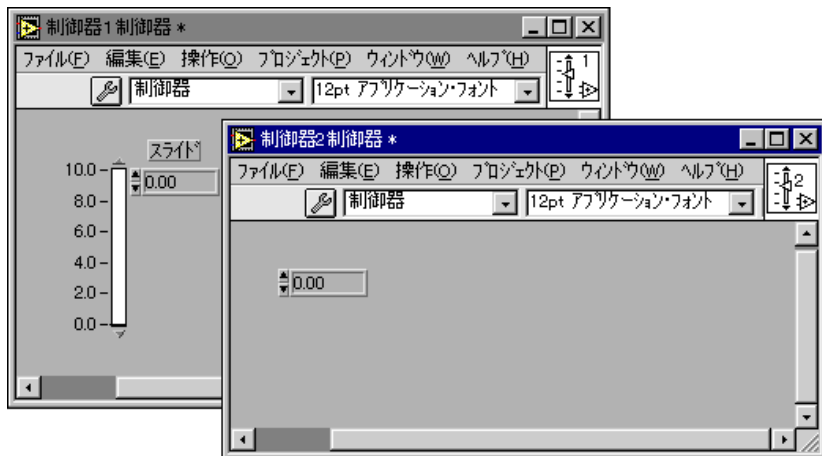 制御器1 制御器 *
ファイル(F) 編集(E) 操作(O) プロジェクト(P) ウィンドウ(W) ヘルプ(H)
1
制御器 12pt アプリケーション・フォント
スライド
10.0
0.00
8.0
6.0
4.0
2.0
0.0
制御器2 制御器 *
ファイル(F) 編集(E) 操作(O) プロジェクト(P) ウィンドウ(W) ヘルプ(H)
2
制御器 12pt アプリケーション・フォント
0.00